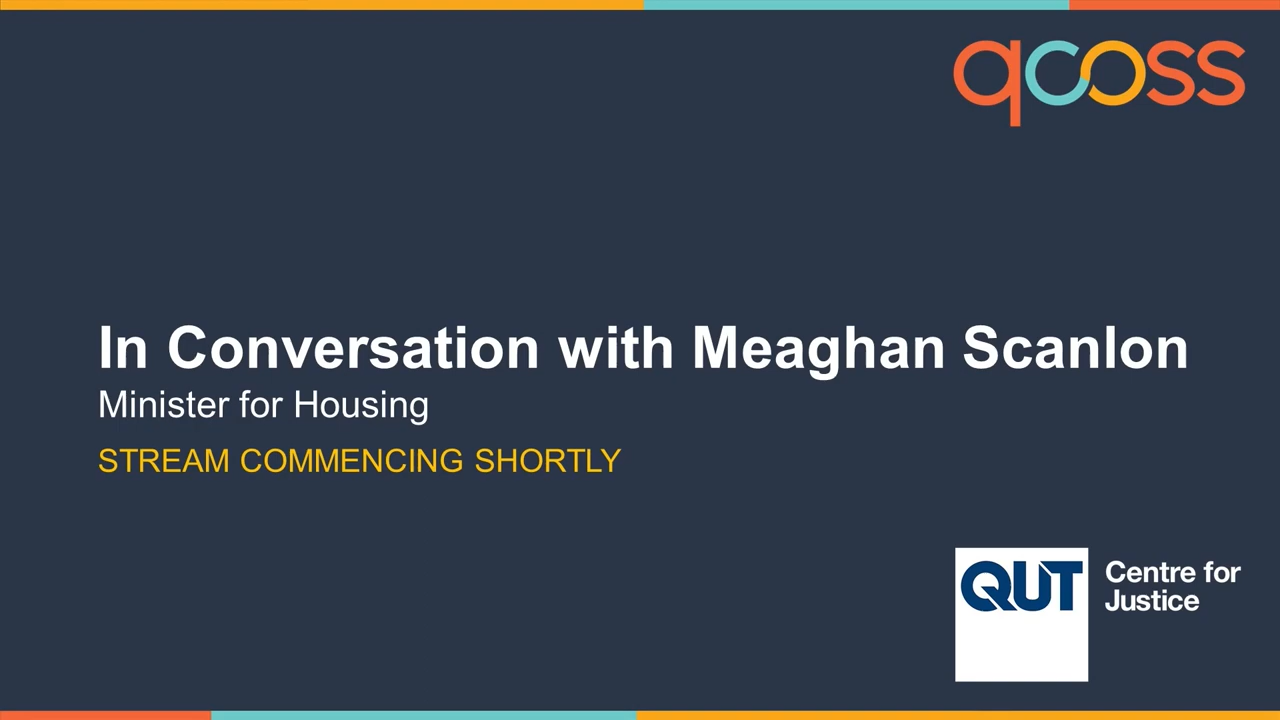 qcoss
In Conversation with Meaghan Scanlon
Minister for Housing
STREAM COMMENCING SHORTLY
QUT
Centre for
Justice